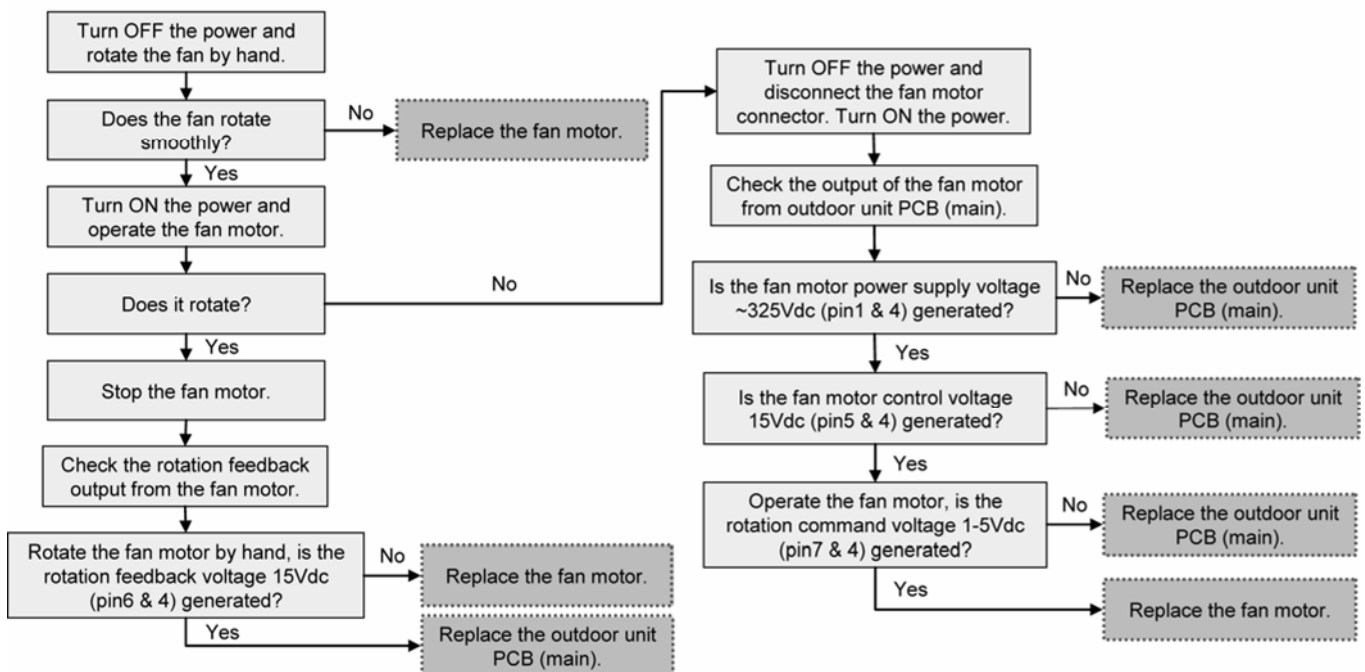 Turn OFF the power and
rotate the fan by hand.
Does the fan rotate
smoothly?
No
Replace the fan motor.
Yes
Turn ON the power and
operate the fan motor.
Does it rotate?
No
Yes
Stop the fan motor.
Check the rotation feedback
output from the fan motor.
Rotate the fan motor by hand, is the
rotation feedback voltage 15Vdc
(pin6 & 4) generated?
No
Replace the fan motor.
Yes
Replace the outdoor unit
PCB (main).
Turn OFF the power and
disconnect the fan motor
connector. Turn ON the power.
Check the output of the fan motor
from outdoor unit PCB (main).
Is the fan motor power supply voltage
~325Vdc (pin1 & 4) generated?
No
Replace the outdoor unit
PCB (main).
Yes
Is the fan motor control voltage
15Vdc (pin5 & 4) generated?
No
Replace the outdoor unit
PCB (main).
Yes
Operate the fan motor, is the
rotation command voltage 1-5Vdc
(pin7 & 4) generated?
No
Replace the outdoor unit
PCB (main).
Yes
Replace the fan motor.